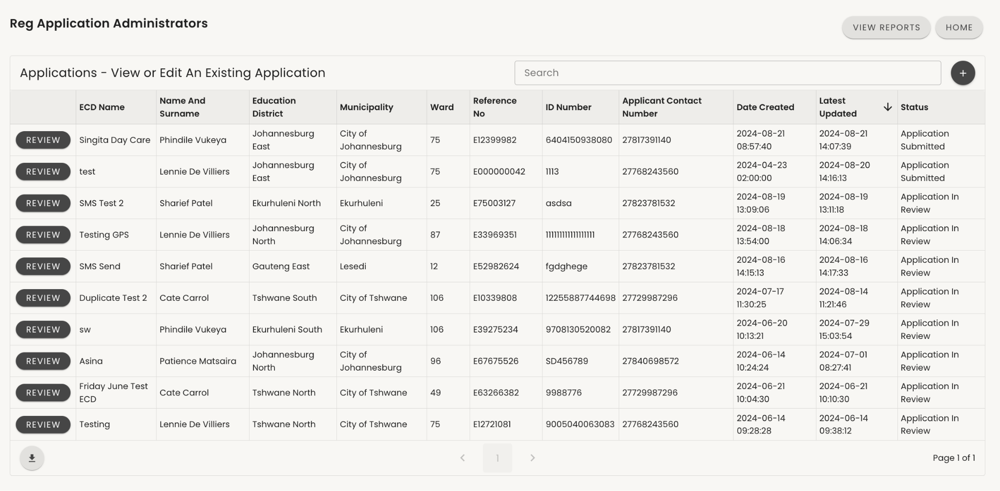 Reg Application Administrators
VIEW REPORTS HOME
Applications - View or Edit An Existing Application Search +
ECD Name Name And Surname Education District Municipality Ward Reference No ID Number Applicant Contact Number Date Created Latest Updated Status
REVIEW Singita Day Care Phindile Vukeya Johannesburg East City of Johannesburg 75 E12399982 6404150938080 27817391140 2024-08-21 08:57:40 2024-08-21 14:07:39 Application Submitted
REVIEW test Lennie De Villiers Johannesburg East City of Johannesburg 75 E000000042 1113 27768243560 2024-04-23 02:00:00 2024-08-20 14:16:13 Application Submitted
REVIEW SMS Test 2 Sharief Patel Ekurhuleni North Ekurhuleni 25 E75003127 asdsa 27823781532 2024-08-19 13:09:06 2024-08-19 13:11:18 Application In Review
REVIEW Testing GPS Lennie De Villiers Johannesburg North City of Johannesburg 87 E33969351 27768243560 2024-08-18 13:54:00 2024-08-18 14:06:34 Application In Review
REVIEW SMS Send Sharief Patel Gauteng East Lesedi 12 E52982624 fgdghege 27823781532 2024-08-16 14:15:13 2024-08-16 14:17:33 Application In Review
REVIEW Duplicate Test 2 Cate Carrol Tshwane South City of Tshwane 106 E10339808 12255887744698 27729987296 2024-07-17 11:30:25 2024-08-14 11:21:46 Application In Review
REVIEW sw Phindile Vukeya Ekurhuleni South Ekurhuleni 106 E39275234 9708130520082 27817391140 2024-06-20 10:13:21 2024-07-29 15:03:54 Application In Review
REVIEW Asina Patience Matsaira Johannesburg North City of Johannesburg 96 E67675526 SD456789 27840698572 2024-06-14 10:24:24 2024-07-01 08:27:41 Application In Review
REVIEW Friday June Test ECD Cate Carrol Tshwane North City of Tshwane 49 E63266382 9988776 27729987296 2024-06-21 10:04:30 2024-06-21 10:10:30 Application In Review
REVIEW Testing Lennie De Villiers Tshwane North City of Tshwane 75 E12721081 9005040063083 27768243560 2024-06-14 09:28:28 2024-06-14 09:38:12 Application In Review
1 Page 1 of 1